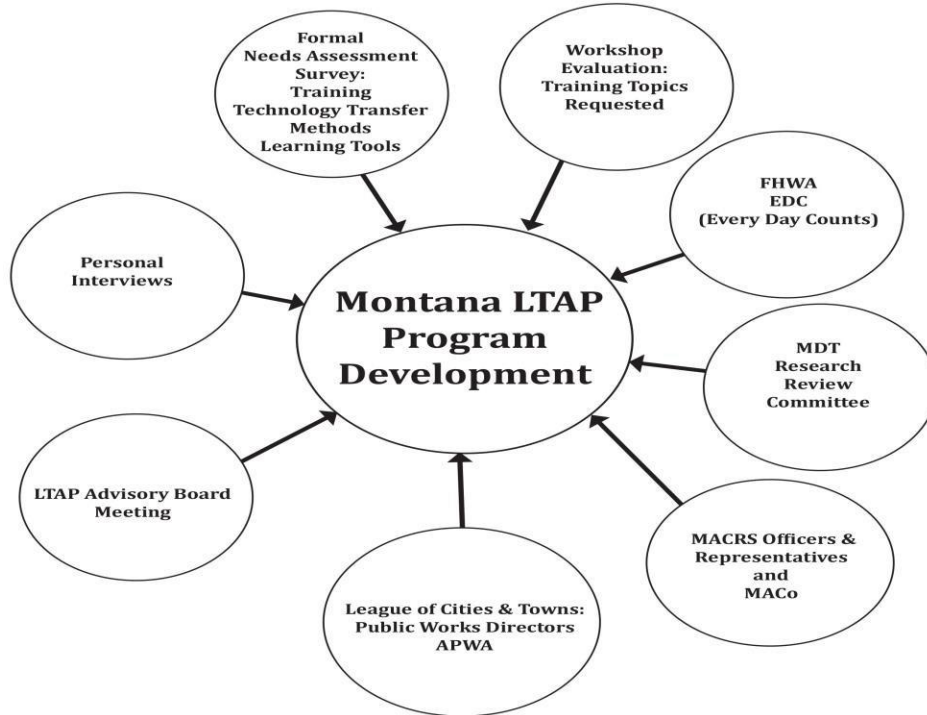 Formal
Needs Assessment
Survey:
Training
Technology Transfer
Methods
Learning Tools
Workshop
Evaluation:
Training Topics
Requested
FHWA
EDC
(Every Day Counts)
Personal
Interviews
Montana LTAP
Program
Development
MDT
Research
Review
Committee
LTAP Advisory Board
Meeting
MACRS Officers &
Representatives
and
MACo
League of Cities & Towns:
Public Works Directors
APWA